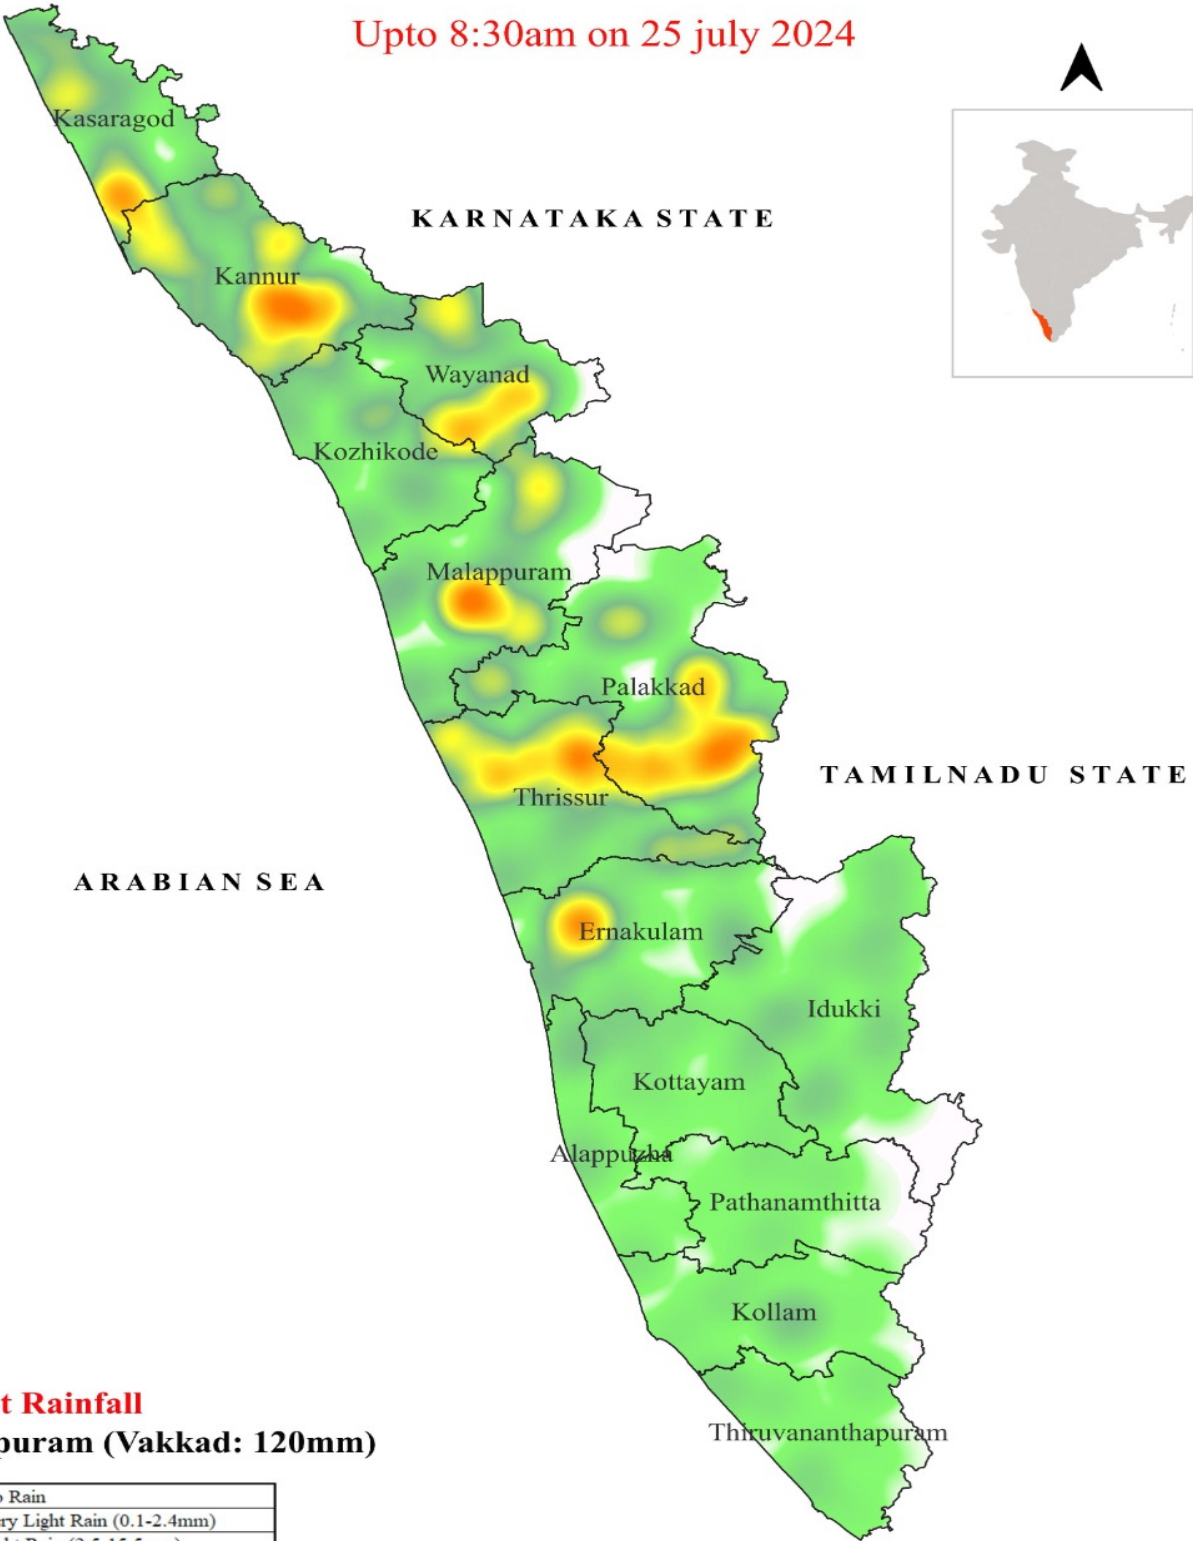 Upto 8:30am on 25 july 2024
Kasaragod
KARNATAKA STATE
Kannur
Wayanad
Kozhikode
Malappuram
Palakkad
TAMILNADU STATE
Thrissur
ARABIAN SEA
Ernakulam
Idukki
Kottayam
Alappuzha
Pathanamthitta
Kollam
t Rainfall
puram (Vakkad: 120mm)
Thiruvananthapuram
o Rain
ery Light Rain (0.1-2.4mm)